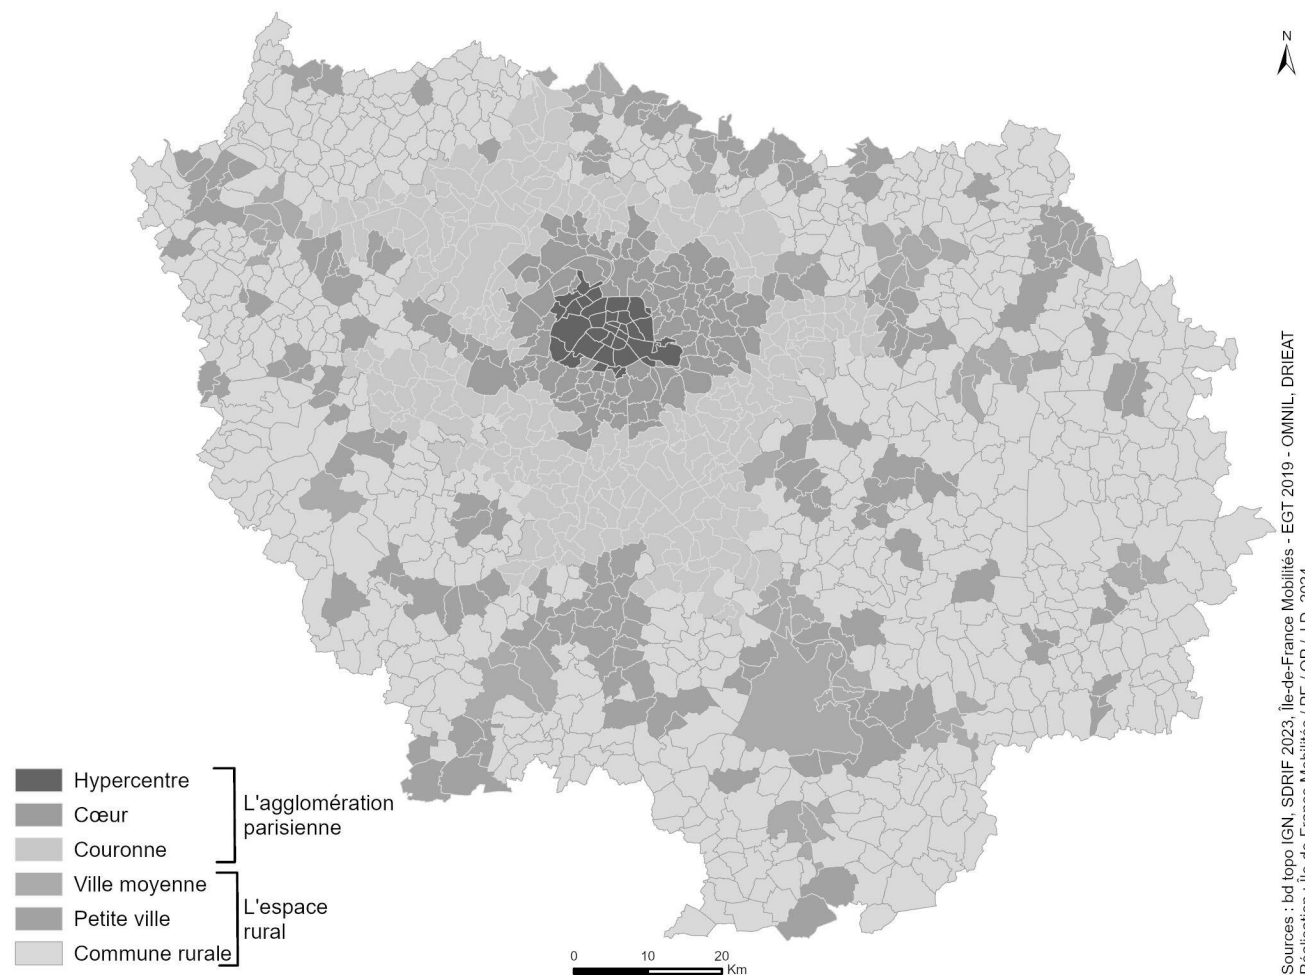 N
Hypercentre
Cœur
Couronne
L'agglomération
parisienne
Ville moyenne
Petite ville
Commune rurale
L'espace
rural
0 10 20
Km
Sources : bd topo IGN, SDRIF 2023, Île-de-France Mobilités - EGT 2019 - OMNIL, DRIEAT